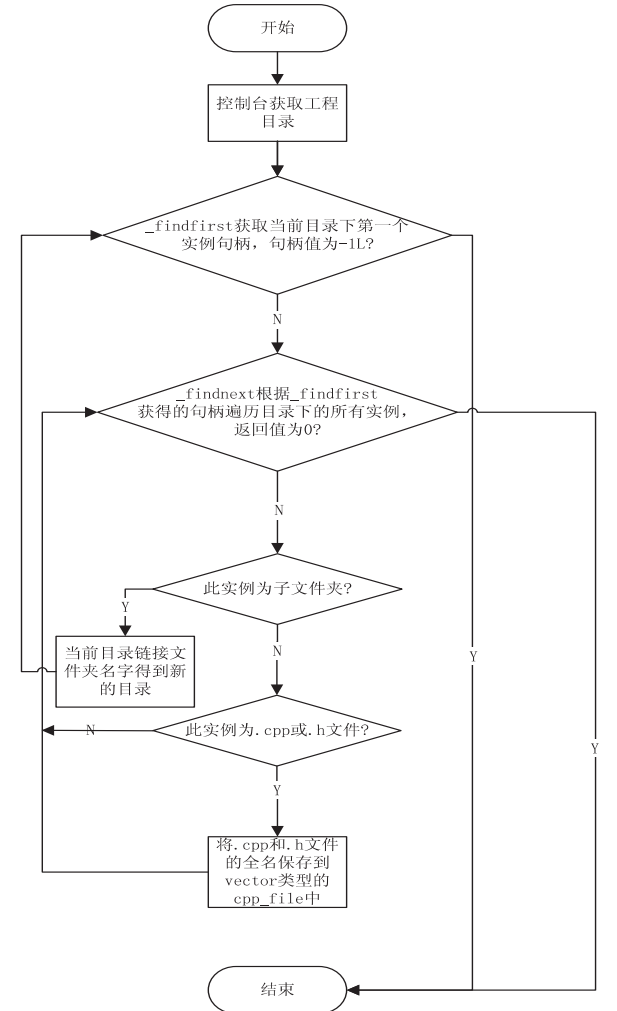 开始
控制台获取工程
目录
_findfirst获取当前目录下第一个
实例句柄，句柄值为-1L?
N
_findnext根据_findfirst
获得的句柄遍历目录下的所有实例，
返回值为0?
N
此实例为子文件夹?
Y
N
当前目录链接文
件夹名字得到新
的目录
Y
此实例为.cpp或.h文件?
N
Y
Y
将.cpp和.h文件
的全名保存到
vector类型的
cpp_file中
结束